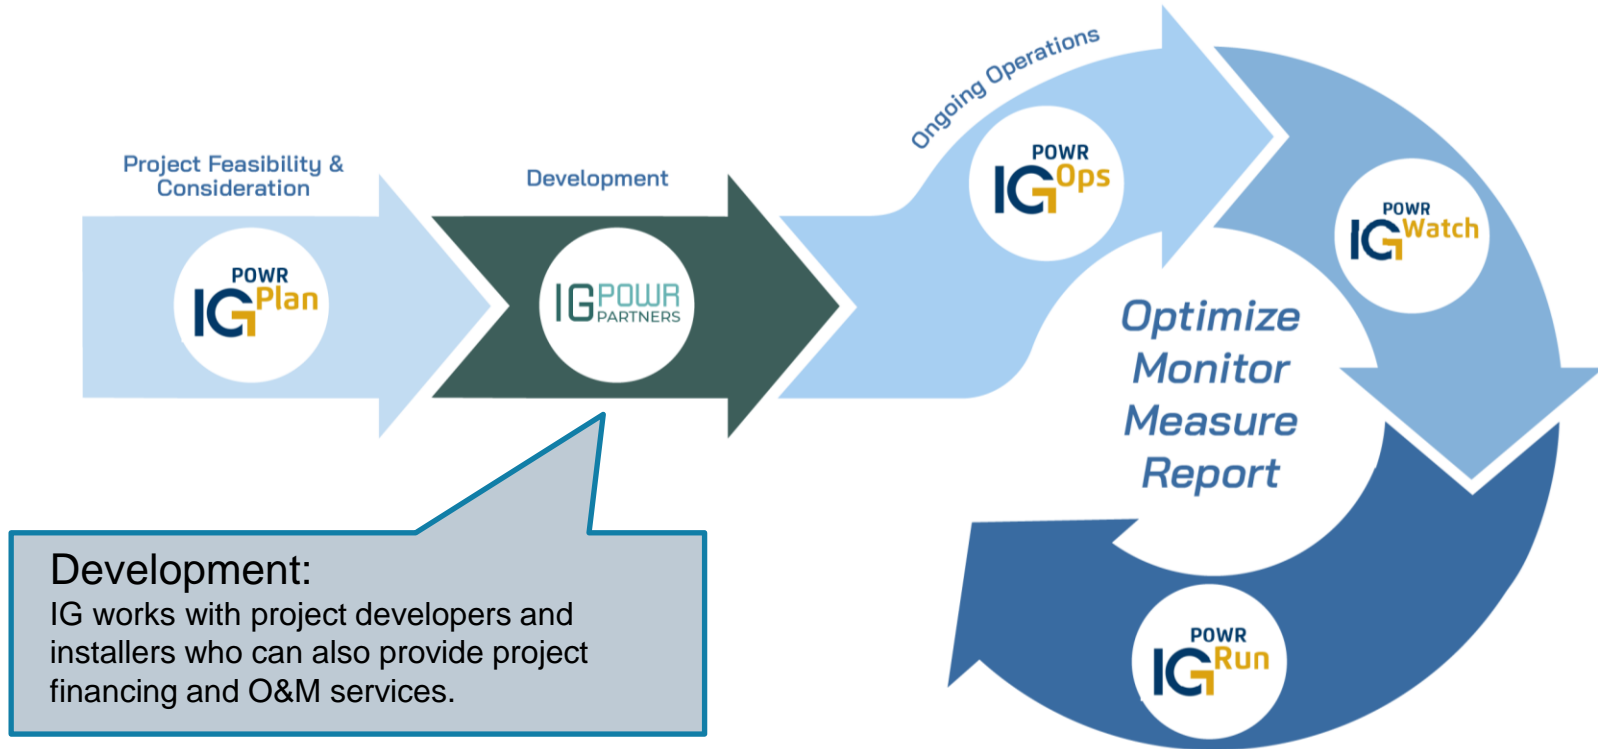 Project Feasibility &
Consideration
POWR
IG Plan
Development
IG POWR
PARTNERS
Ongoing Operations
POWR
IG Ops
POWR
IG Watch
POWR
IG Run
Optimize
Monitor
Measure
Report
Development:
IG works with project developers and
installers who can also provide project
financing and O&M services.